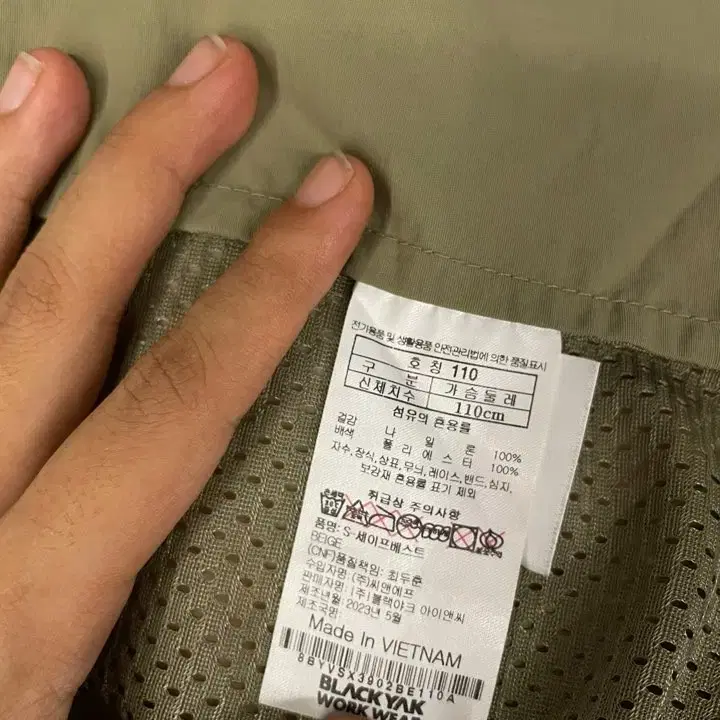 전기용품 및 생활용품 안전관리법에 의한 품질표시
호 칭 110
구 분 가슴둘레
신체치수 110cm
섬유의 혼용률
겉감 나 일 론 100%
배색 폴 리 에 스 터 100%
자수,장식,상표,무늬,레이스,밴드,심지,
보강재 혼용률 표기 제외
취급상 주의사항
품명: S-세이프베스트
BEIGE
(CNF)품질책임: 최두훈
수입자명 : (주)씨앤에프
판매자명 : (주)블랙야크 아이앤씨
제조년월: 2023년 5월
제조국명:
Made In VIETNAM
8BYVSX3902BE110A
BLACKYAK
WORK WEAR